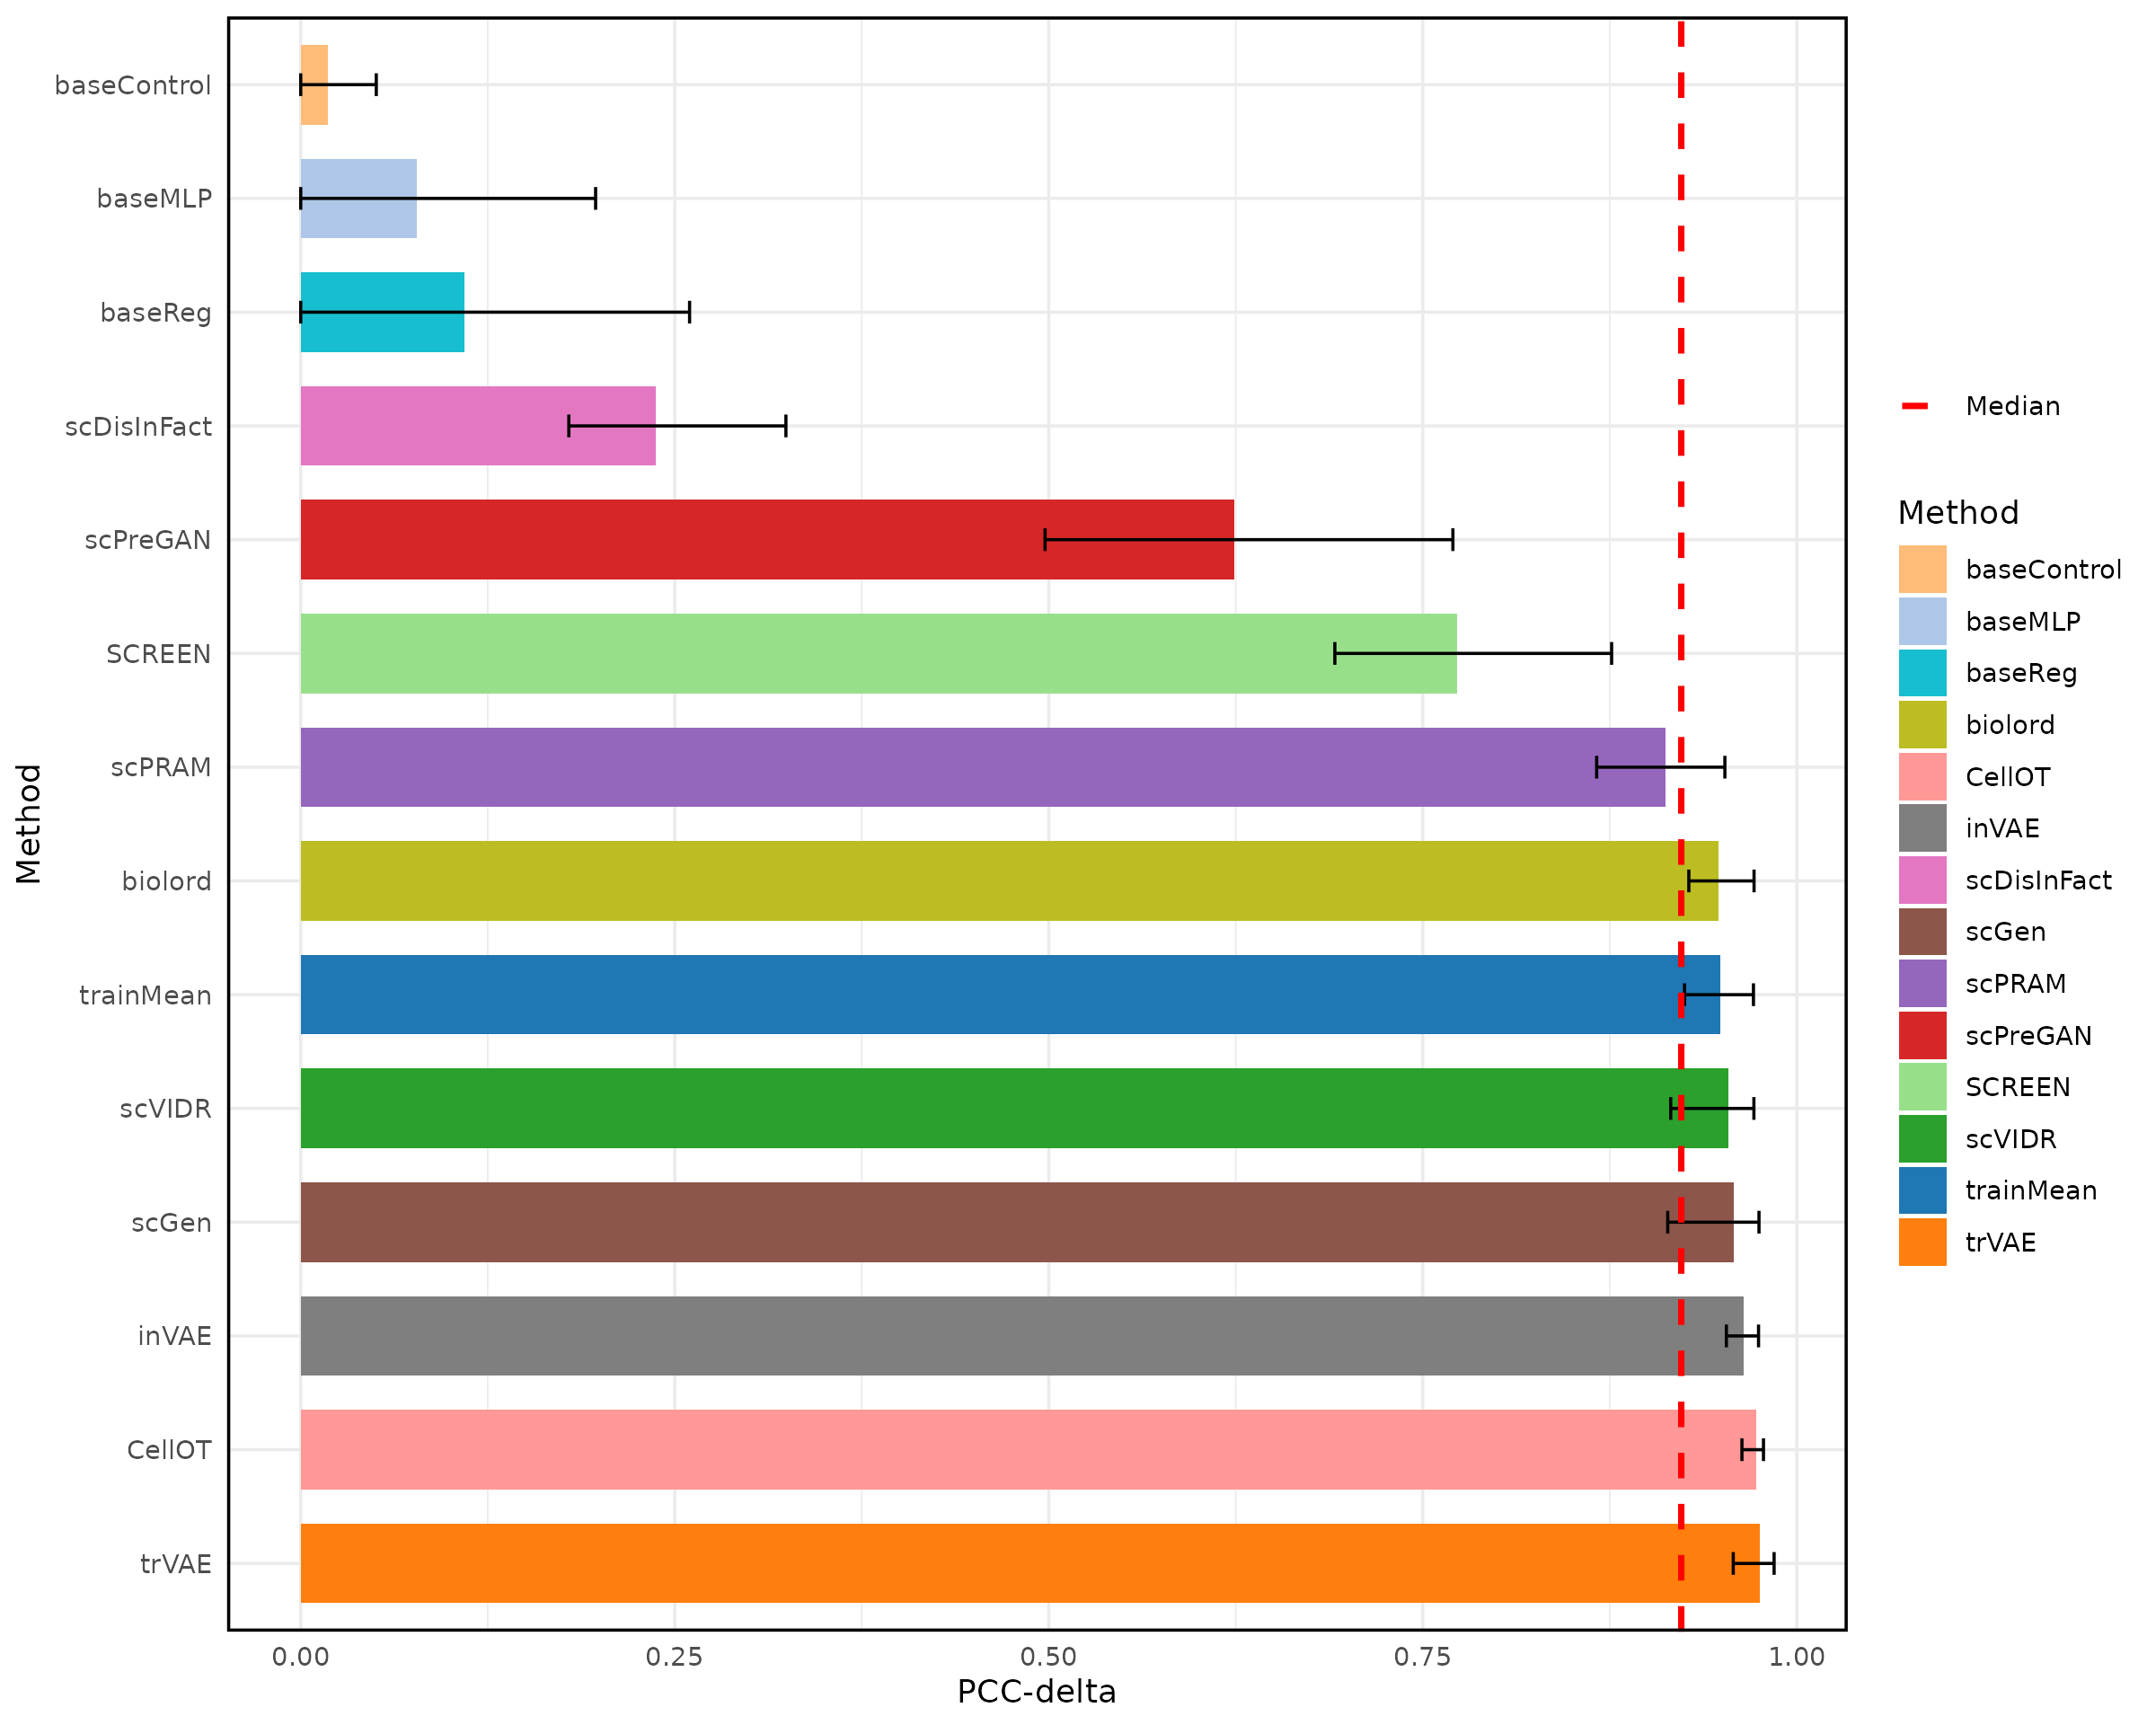 baseControl
baseMLP
baseReg
scDisInFact
scPreGAN
SCREEN
scPRAM
biolord
trainMean
scVIDR
scGen
inVAE
CellOT
trVAE
Method
0.00
0.25
0.50
0.75
1.00
PCC-delta
Median
Method
baseControl
baseMLP
baseReg
biolord
CellOT
inVAE
scDisInFact
scGen
scPRAM
scPreGAN
SCREEN
scVIDR
trainMean
trVAE